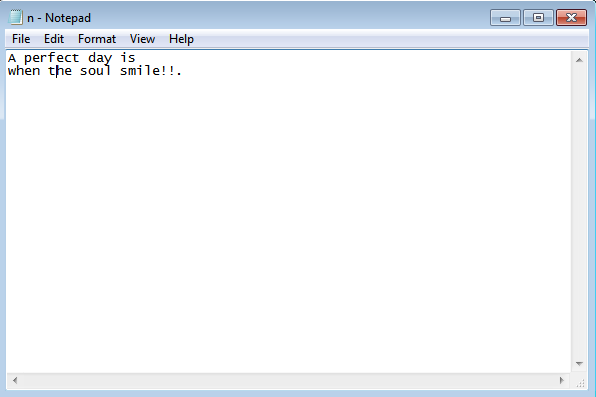 n - Notepad
File Edit Format View Help
A perfect day is
when the soul smile!!.